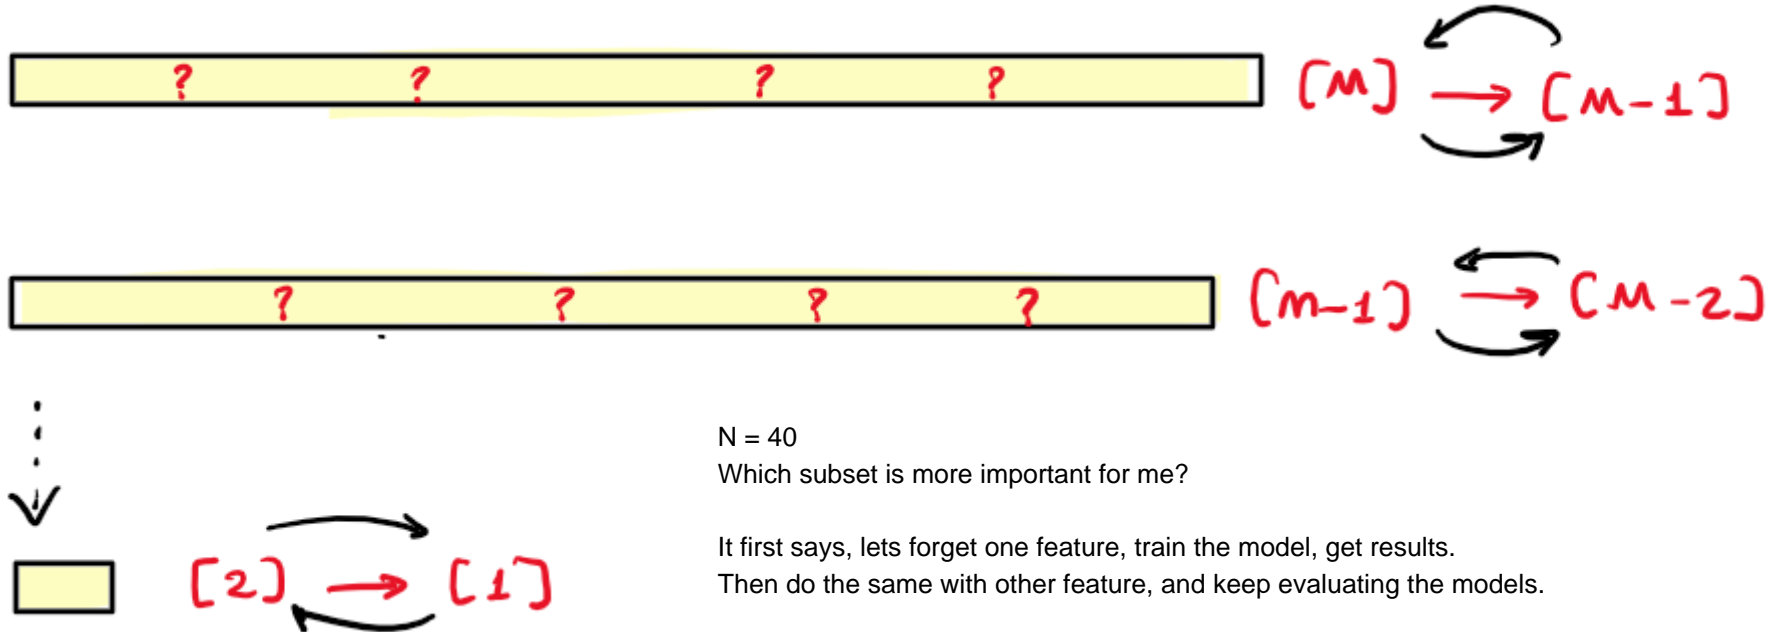 ? ? ? ? [M] → [M-1]
? ? ? ? [m-1] → [M-2]
N = 40
Which subset is more important for me?
It first says, lets forget one feature, train the model, get results.
[2] → [1]
Then do the same with other feature, and keep evaluating the models.